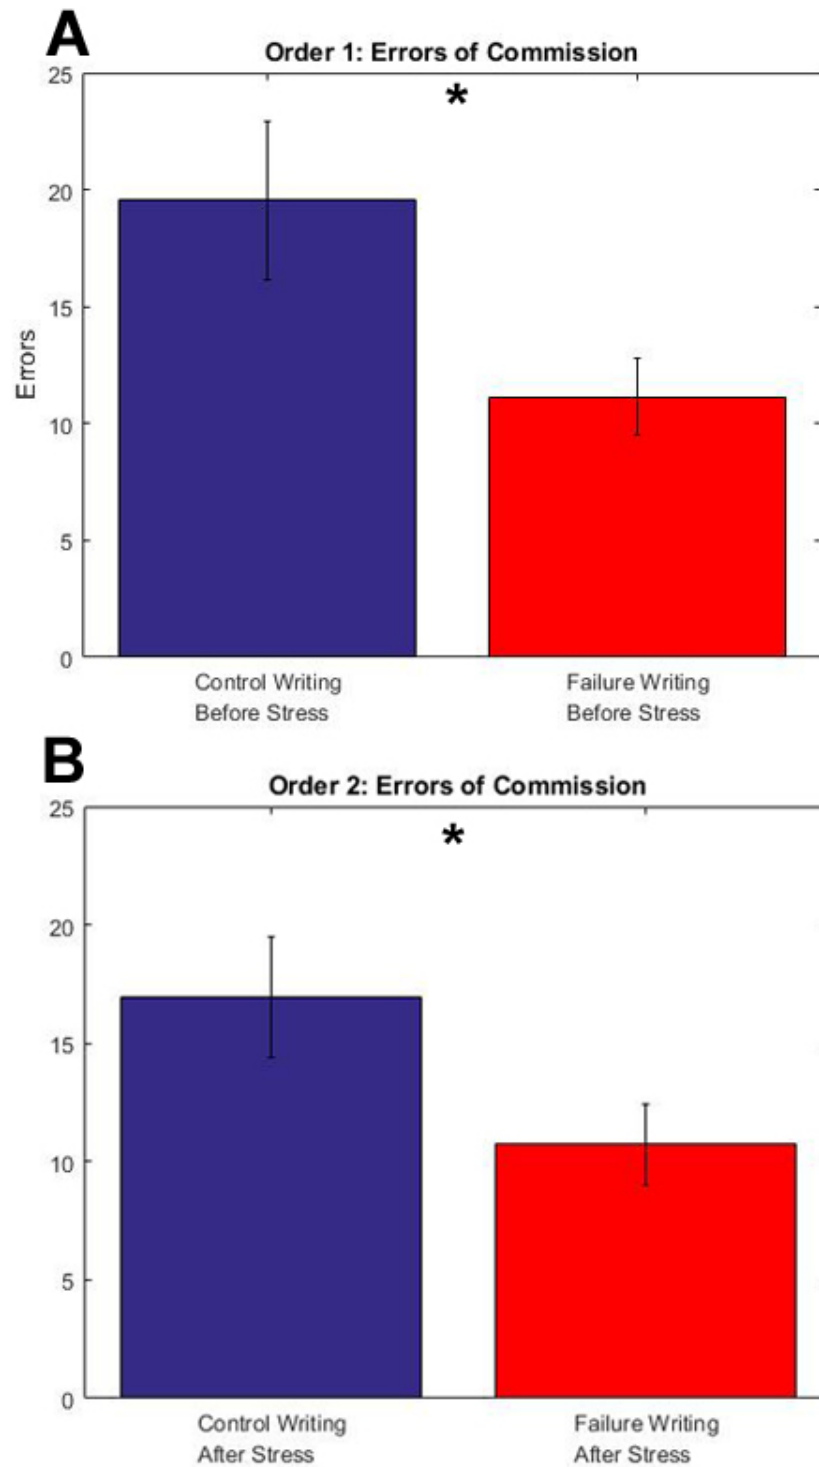 A
Order 1: Errors of Commission
*
25
20
15
10
5
0
Errors
Control Writing
Before Stress
Failure Writing
Before Stress
B
Order 2: Errors of Commission
*
25
20
15
10
5
0
Control Writing
After Stress
Failure Writing
After Stress